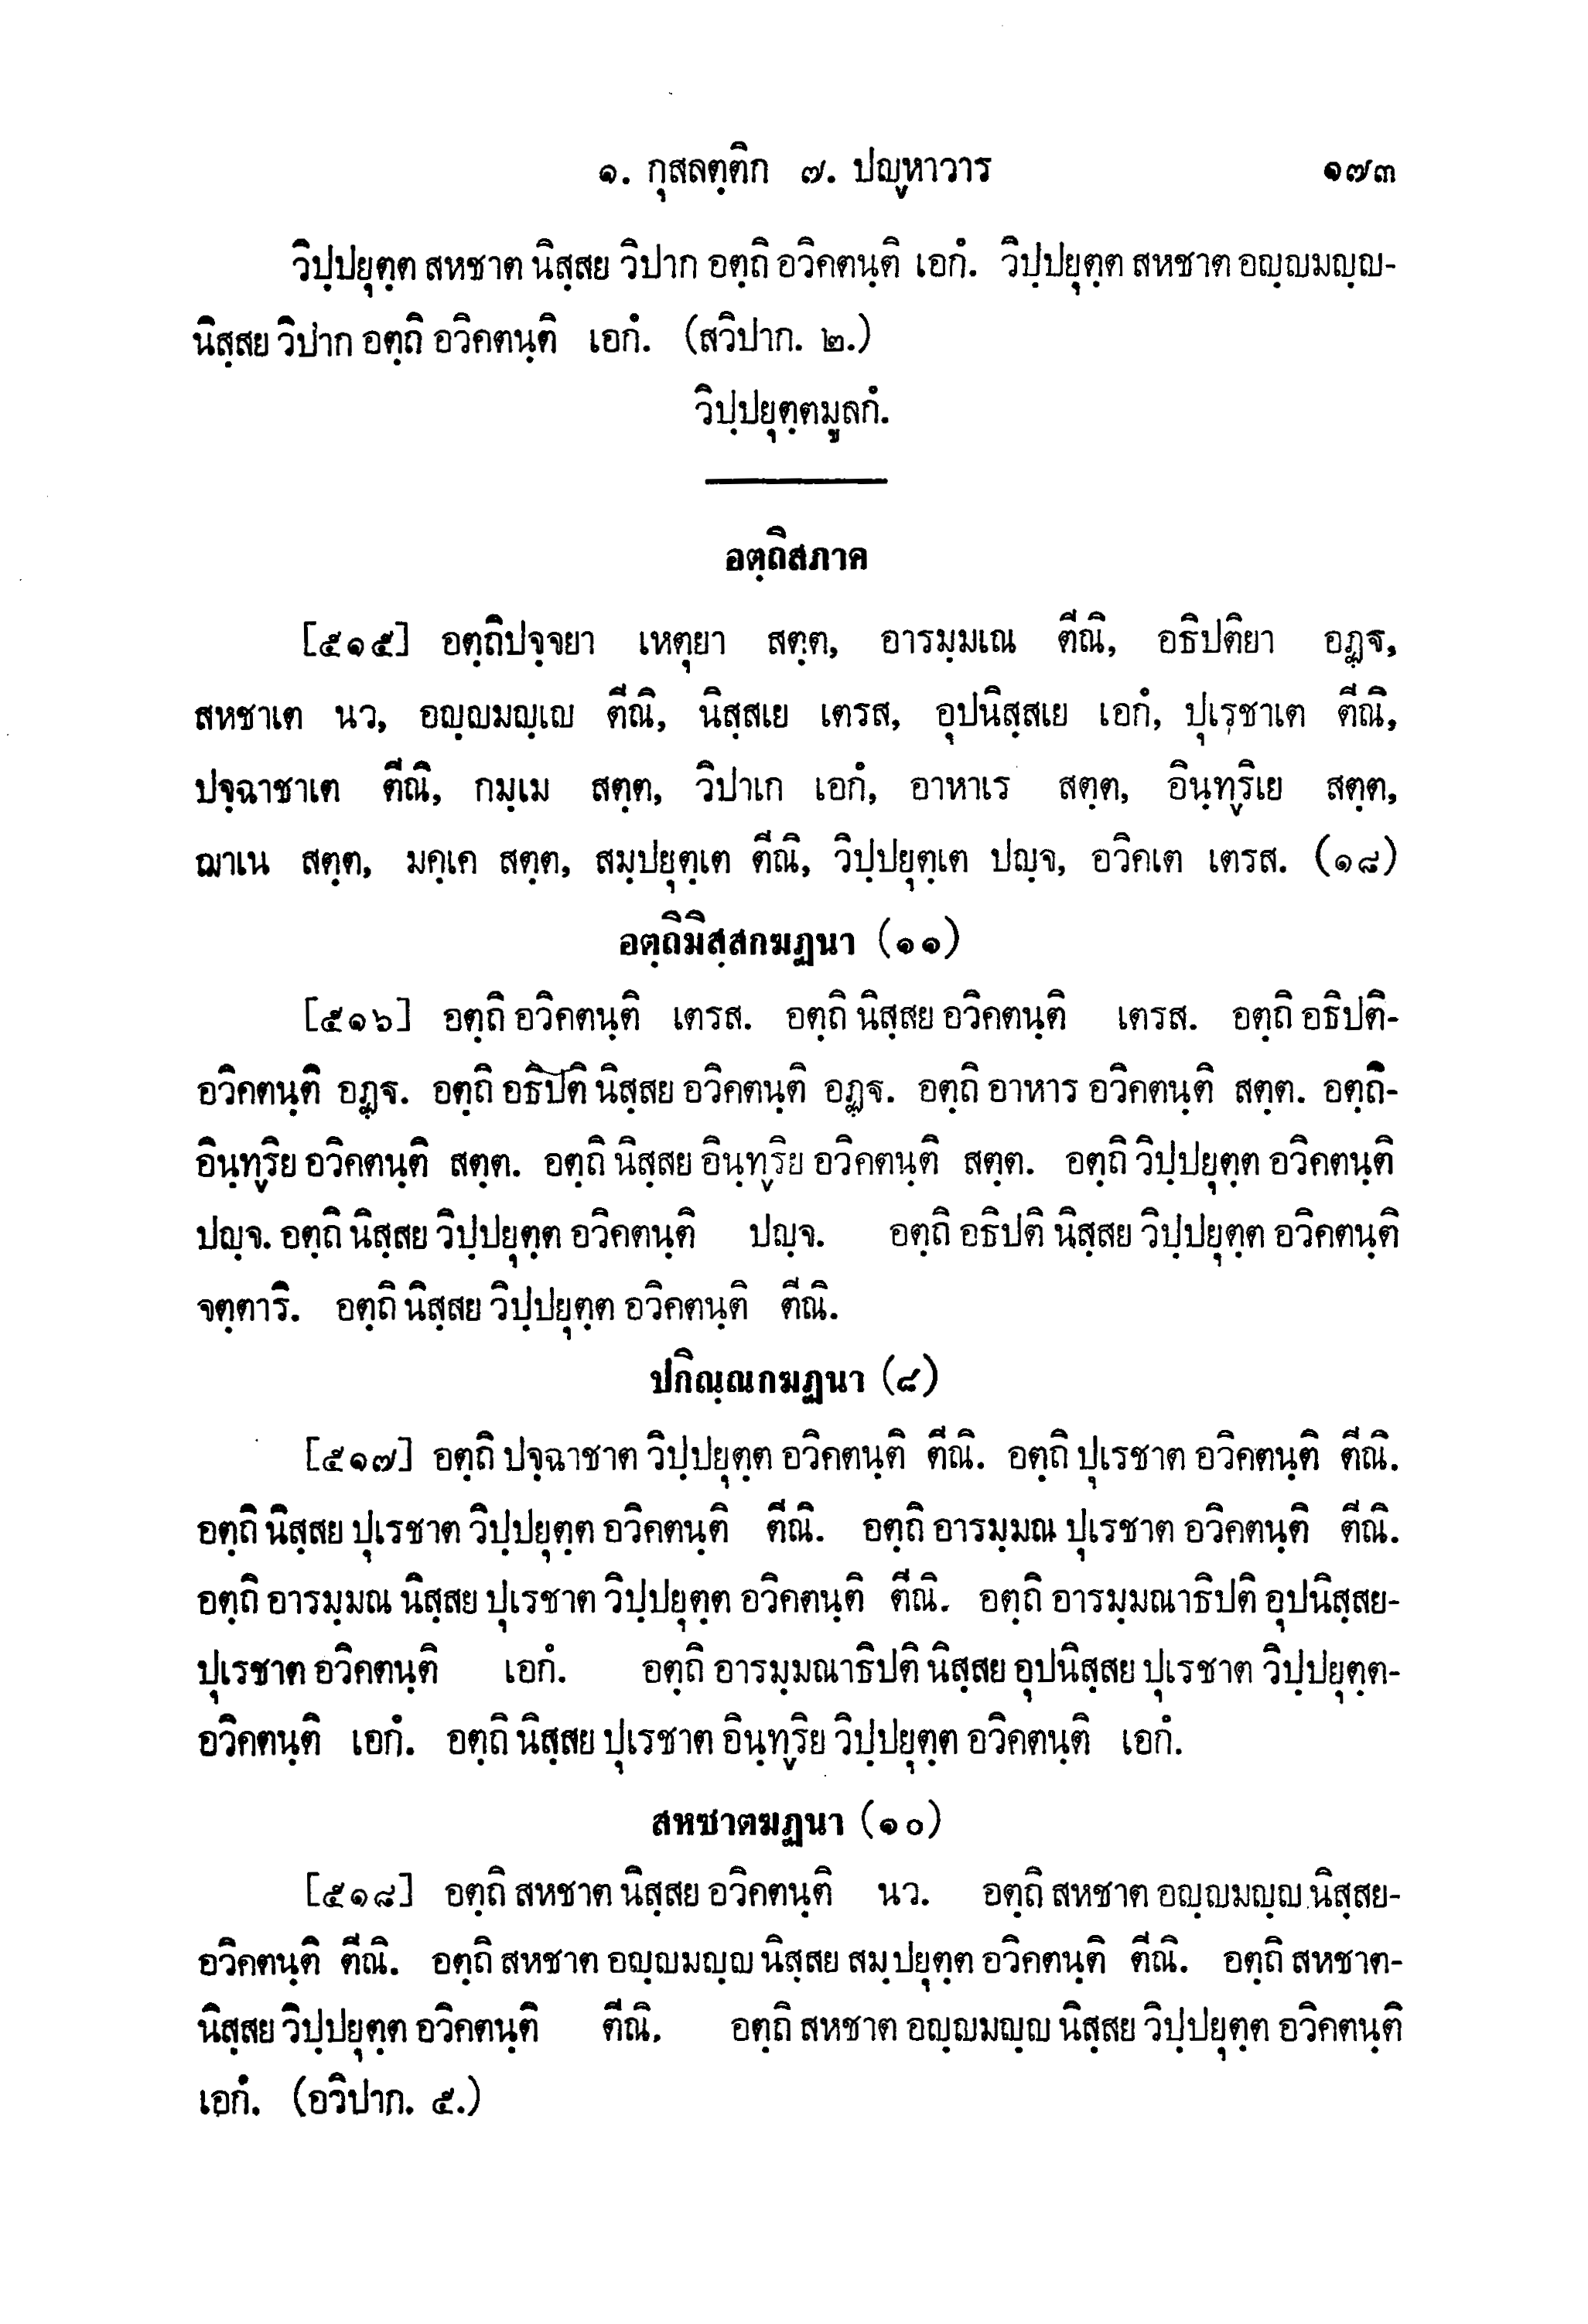 ๑. กุสลตฺติก ๗. ปญฺหาวาร ๑๗๓
วิปฺปยุตฺต สหชาต นิสฺสย วิปาก อตฺถิ อวิคตนฺติ เอกํ. วิปฺปยุตฺต สหชาต อญฺญมญฺญ-
นิสฺสย วิปาก อตฺถิ อวิคตนฺติ เอกํ. (สวิปาก. ๒.)
วิปฺปยุตฺตมูลกํ.
อตฺถิสภาค
[๕๑๕] อตฺถิปจฺจยา เหตุยา สตฺต, อารมฺมเณ ตีณิ, อธิปติยา อฏฺฐ,
สหชาเต นว, อญฺญมญฺเญ ตีณิ, นิสฺสเย เตรส, อุปนิสฺสเย เอกํ, ปุเรชาเต ตีณิ,
ปจฺฉาชาเต ตีณิ, กมฺเม สตฺต, วิปาเก เอกํ, อาหาเร สตฺต, อินฺทฺริเย สตฺต,
ฌาเน สตฺต, มคฺเค สตฺต, สมฺปยุตฺเต ตีณิ, วิปฺปยุตฺเต ปญฺจ, อวิคเต เตรส. (๑๘)
อตฺถิมิสฺสกฆฏนา (๑๑)
[๕๑๖] อตฺถิ อวิคตนฺติ เตรส. อตฺถิ นิสฺสย อวิคตนฺติ เตรส. อตฺถิ อธิปติ-
อวิคตนฺติ อฏฺฐ. อตฺถิ อธิปติ นิสฺสย อวิคตนฺติ อฏฺฐ. อตฺถิ อาหาร อวิคตนฺติ สตฺต. อตฺถิ-
อินฺทฺริย อวิคตนฺติ สตฺต. อตฺถิ นิสฺสย อินฺทฺริย อวิคตนฺติ สตฺต. อตฺถิ วิปฺปยุตฺต อวิคตนฺติ
ปญฺจ. อตฺถิ นิสฺสย วิปฺปยุตฺต อวิคตนฺติ ปญฺจ. อตฺถิ อธิปติ นิสฺสย วิปฺปยุตฺต อวิคตนฺติ
จตฺตาริ. อตฺถิ นิสฺสย วิปฺปยุตฺต อวิคตนฺติ ตีณิ.
ปกิณฺณกฆฏนา (๘)
[๕๑๗] อตฺถิ ปจฺฉาชาต วิปฺปยุตฺต อวิคตนฺติ ตีณิ. อตฺถิ ปุเรชาต อวิคตนฺติ ตีณิ.
อตฺถิ นิสฺสย ปุเรชาต วิปฺปยุตฺต อวิคตนฺติ ตีณิ. อตฺถิ อารมฺมณ ปุเรชาต อวิคตนฺติ ตีณิ.
อตฺถิ อารมฺมณ นิสฺสย ปุเรชาต วิปฺปยุตฺต อวิคตนฺติ ตีณิ. อตฺถิ อารมฺมณาธิปติ อุปนิสฺสย-
ปุเรชาต อวิคตนฺติ เอกํ. อตฺถิ อารมฺมณาธิปติ นิสฺสย อุปนิสฺสย ปุเรชาต วิปฺปยุตฺต-
อวิคตนฺติ เอกํ. อตฺถิ นิสฺสย ปุเรชาต อินฺทฺริย วิปฺปยุตฺต อวิคตนฺติ เอกํ.
สหชาตฆฏนา (๑๐)
[๕๑๘] อตฺถิ สหชาต นิสฺสย อวิคตนฺติ นว. อตฺถิ สหชาต อญฺญมญฺญ นิสฺสย-
อวิคตนฺติ ตีณิ. อตฺถิ สหชาต อญฺญมญฺญ นิสฺสย สมฺปยุตฺต อวิคตนฺติ ตีณิ. อตฺถิ สหชาต-
นิสฺสย วิปฺปยุตฺต อวิคตนฺติ ตีณิ. อตฺถิ สหชาต อญฺญมญฺญ นิสฺสย วิปฺปยุตฺต อวิคตนฺติ
เอกํ. (อวิปาก. ๕.)